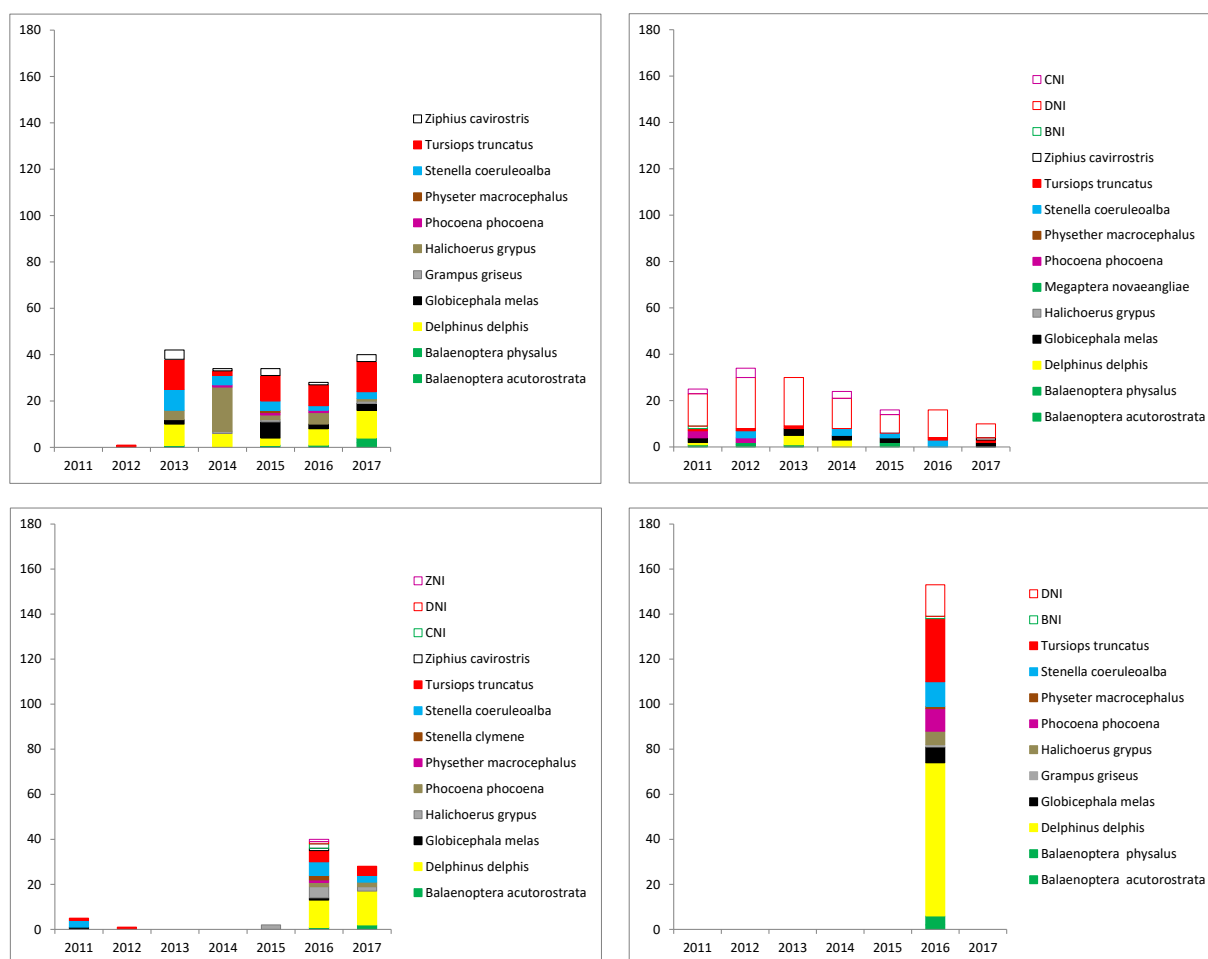 180
160
140
120
100
80
60
40
20
0
2011 2012 2013 2014 2015 2016 2017
Ziphius cavirostris
Tursiops truncatus
Stenella coeruleoalba
Physeter macrocephalus
Phocoena phocoena
Halichoerus grypus
Grampus griseus
Globicephala melas
Delphinus delphis
Balaenoptera physalus
Balaenoptera acutorostrata
180
160
140
120
100
80
60
40
20
0
2011 2012 2013 2014 2015 2016 2017
CNI
DNI
BNI
Ziphius cavirrostris
Tursiops truncatus
Stenella coeruleoalba
Physether macrocephalus
Phocoena phocoena
Megaptera novaeangliae
Halichoerus grypus
Globicephala melas
Delphinus delphis
Balaenoptera physalus
Balaenoptera acutorostrata
180
160
140
120
100
80
60
40
20
0
2011 2012 2013 2014 2015 2016 2017
ZNI
DNI
CNI
Ziphius cavirostris
Tursiops truncatus
Stenella coeruleoalba
Stenella clymene
Physether macrocephalus
Phocoena phocoena
Halichoerus grypus
Globicephala melas
Delphinus delphis
Balaenoptera acutorostrata
180
160
140
120
100
80
60
40
20
0
2011 2012 2013 2014 2015 2016 2017
DNI
BNI
Tursiops truncatus
Stenella coeruleoalba
Physeter macrocephalus
Phocoena phocoena
Halichoerus grypus
Grampus griseus
Globicephala melas
Delphinus delphis
Balaenoptera physalus
Balaenoptera acutorostrata